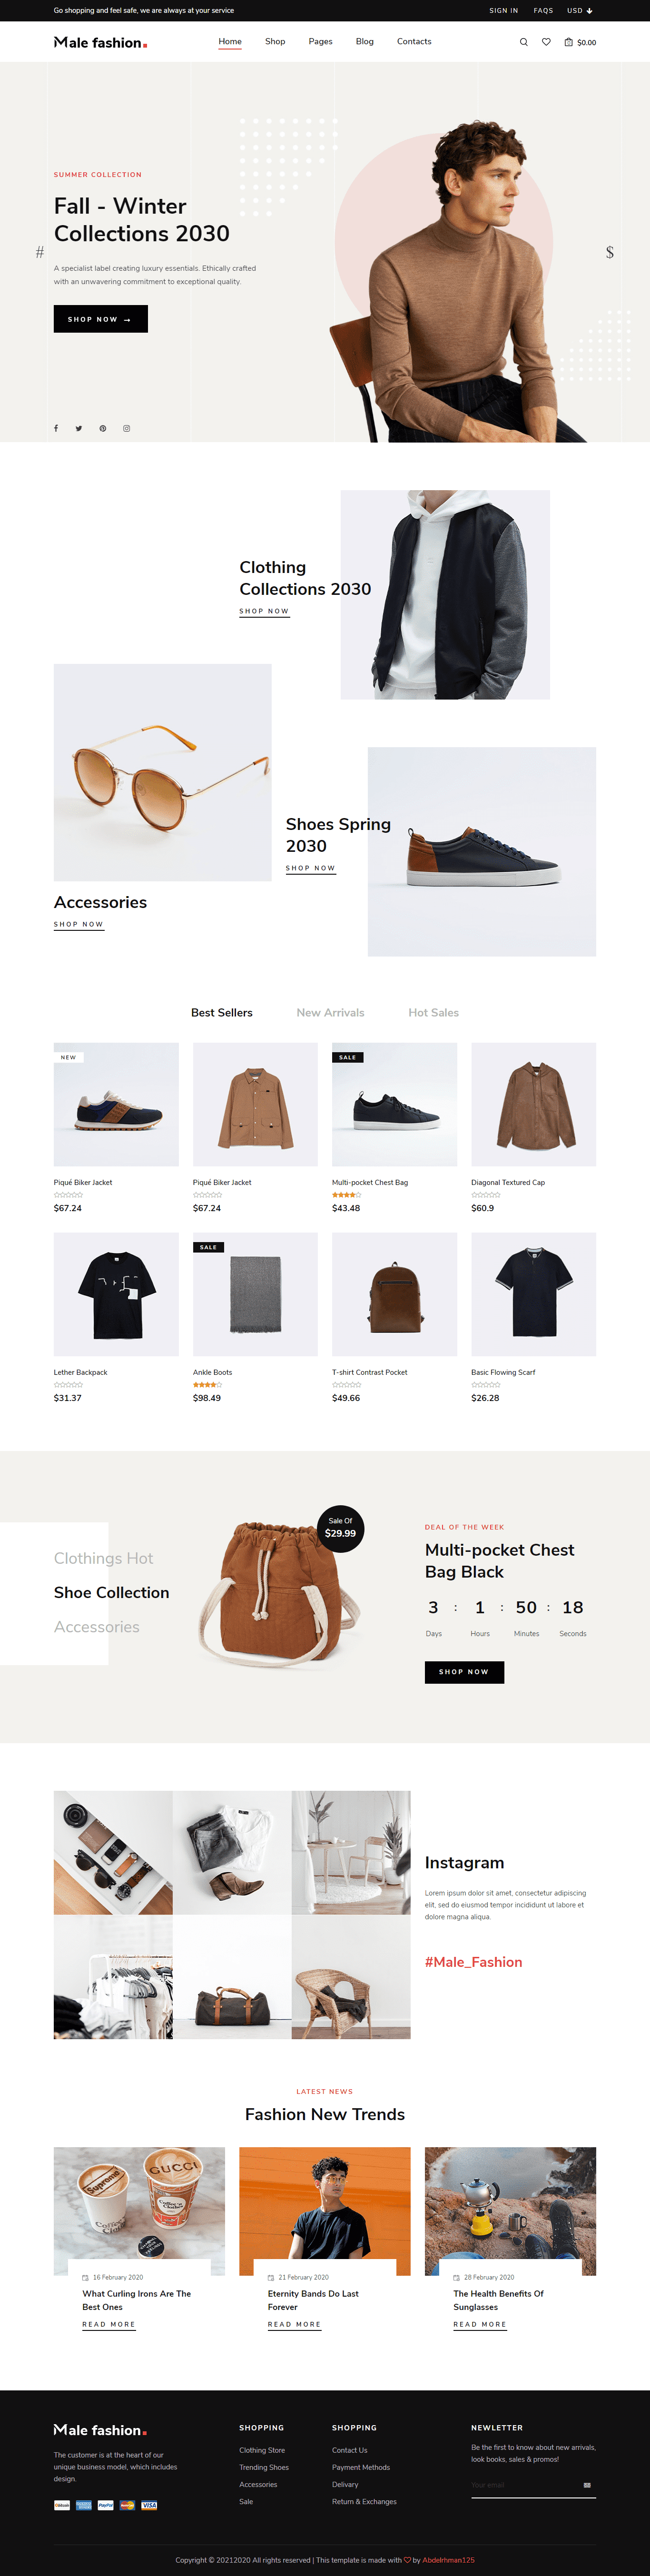 Go shopping and feel safe, we are always at your service
SIGN IN FAQS USD
Male fashion.
Home Shop Pages Blog Contacts
$0.00
SUMMER COLLECTION
Fall - Winter
Collections 2030
A specialist label creating luxury essentials. Ethically crafted
with an unwavering commitment to exceptional quality.
SHOP NOW →
#
$
Clothing
Collections 2030
SHOP NOW
Shoes Spring
2030
SHOP NOW
Accessories
SHOP NOW
Best Sellers New Arrivals Hot Sales
NEW
SALE
Piqué Biker Jacket
$67.24
Piqué Biker Jacket
$67.24
Multi-pocket Chest Bag
$43.48
Diagonal Textured Cap
$60.9
SALE
Lether Backpack
$31.37
Ankle Boots
$98.49
T-shirt Contrast Pocket
$49.66
Basic Flowing Scarf
$26.28
Clothings Hot
Shoe Collection
Accessories
Sale Of
$29.99
DEAL OF THE WEEK
Multi-pocket Chest
Bag Black
3 : 1 : 50 : 18
Days Hours Minutes Seconds
SHOP NOW
Instagram
Lorem ipsum dolor sit amet, consectetur adipiscing
elit, sed do eiusmod tempor incididunt ut labore et
dolore magna aliqua.
#Male_Fashion
LATEST NEWS
Fashion New Trends
Supreme
GUCCI
16 February 2020
What Curling Irons Are The
Best Ones
READ MORE
21 February 2020
Eternity Bands Do Last
Forever
READ MORE
28 February 2020
The Health Benefits Of
Sunglasses
READ MORE
Male fashion.
The customer is at the heart of our
unique business model, which includes
design.
PayPal
VISA
SHOPPING
Clothing Store
Trending Shoes
Accessories
Sale
SHOPPING
Contact Us
Payment Methods
Delivary
Return & Exchanges
NEWLETTER
Be the first to know about new arrivals,
look books, sales & promos!
Your email
Copyright © 20212020 All rights reserved | This template is made with ♡ by Abdelrhman125